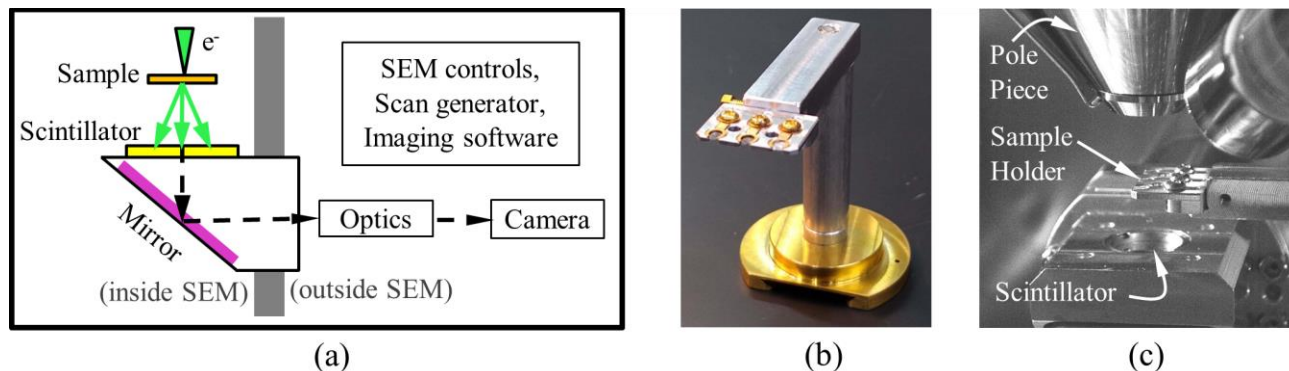 e-
Sample
Scintillator
Mirror
SEM controls,
Scan generator,
Imaging software
Optics
Camera
(inside SEM)
(outside SEM)
(a)
(b)
Pole
Piece
Sample
Holder
Scintillator
(c)